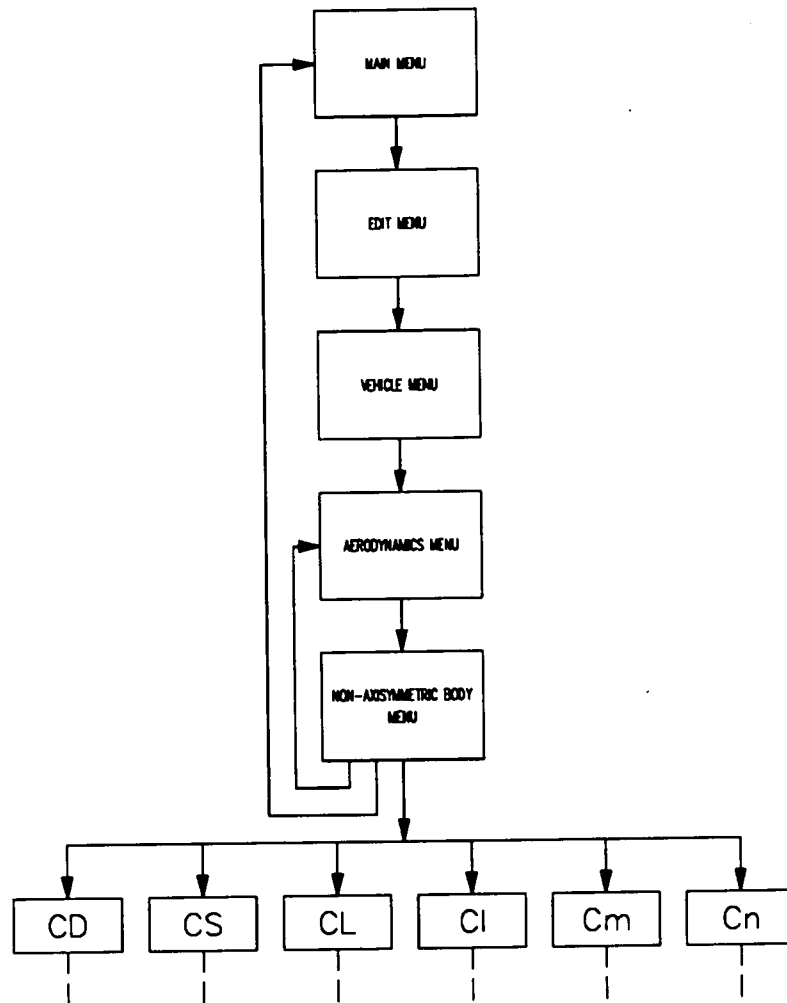 MAIN MENU
EDIT MENU
VEHICLE MENU
AERODYNAMICS MENU
NON-AXISYMMETRIC BODY
MENU
CD
CS
CL
Cl
Cm
Cn